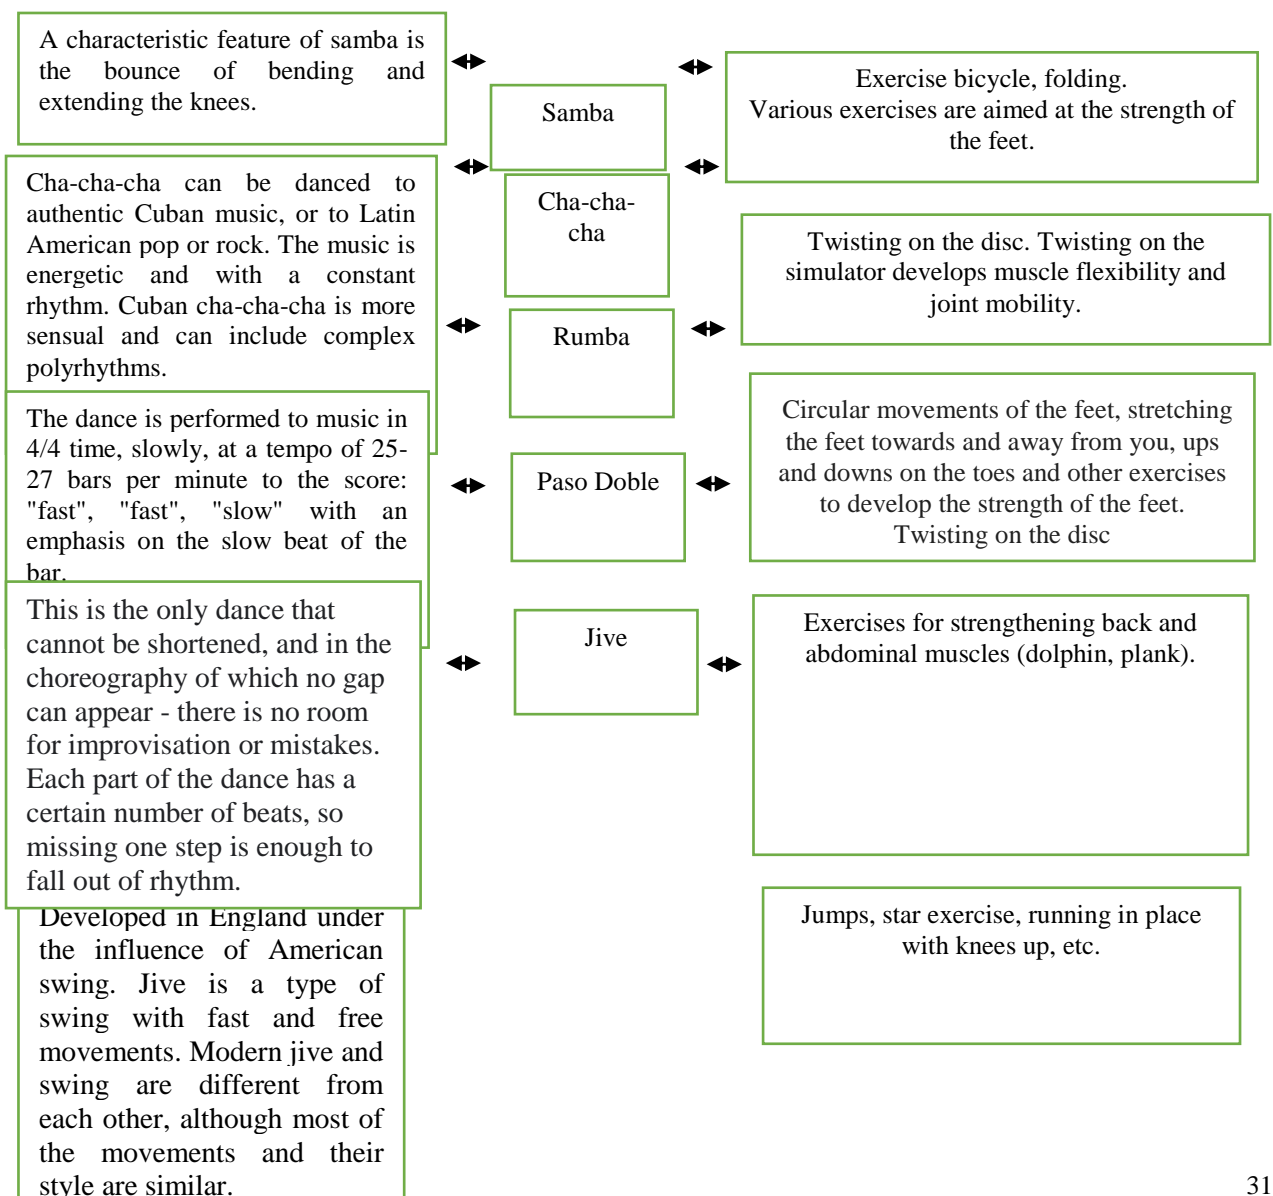 A characteristic feature of samba is
the bounce of bending and
extending the knees.
Samba
Exercise bicycle, folding.
Various exercises are aimed at the strength of
the feet.
Cha-cha-cha can be danced to
authentic Cuban music, or to Latin
American pop or rock. The music is
energetic and with a constant
rhythm. Cuban cha-cha-cha is more
sensual and can include complex
polyrhythms.
Cha-cha-
cha
Twisting on the disc. Twisting on the
simulator develops muscle flexibility and
joint mobility.
The dance is performed to music in
4/4 time, slowly, at a tempo of 25-
27 bars per minute to the score:
"fast", "fast", "slow" with an
emphasis on the slow beat of the
bar.
Rumba
Circular movements of the feet, stretching
the feet towards and away from you, ups
and downs on the toes and other exercises
to develop the strength of the feet.
Twisting on the disc
This is the only dance that
cannot be shortened, and in the
choreography of which no gap
can appear - there is no room
for improvisation or mistakes.
Each part of the dance has a
certain number of beats, so
missing one step is enough to
fall out of rhythm.
Paso Doble
Exercises for strengthening back and
abdominal muscles (dolphin, plank).
Developed in England under
the influence of American
swing. Jive is a type of
swing with fast and free
movements. Modern jive and
swing are different from
each other, although most of
the movements and their
style are similar.
Jive
Jumps, star exercise, running in place
with knees up, etc.
31